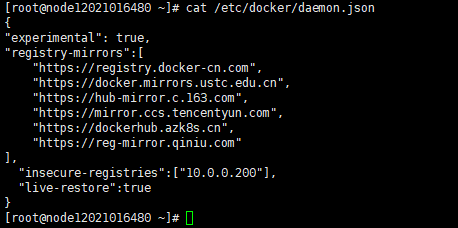 [root@node12021016480 ~]# cat /etc/docker/daemon.json
{
"experimental": true,
"registry-mirrors":[
    "https://registry.docker-cn.com",
    "https://docker.mirrors.ustc.edu.cn",
    "https://hub-mirror.c.163.com",
    "https://mirror.ccs.tencentyun.com",
    "https://dockerhub.azk8s.cn",
    "https://reg-mirror.qiniu.com"
],
  "insecure-registries":["10.0.0.200"],
  "live-restore":true
}
[root@node12021016480 ~]#